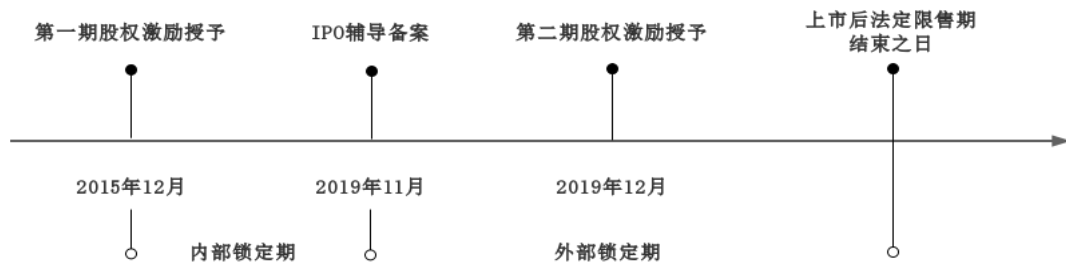 第一期股权激励授予
IPO辅导备案
第二期股权激励授予
上市后法定限售期
结束之日
2015年12月
2019年11月
2019年12月
内部锁定期
外部锁定期